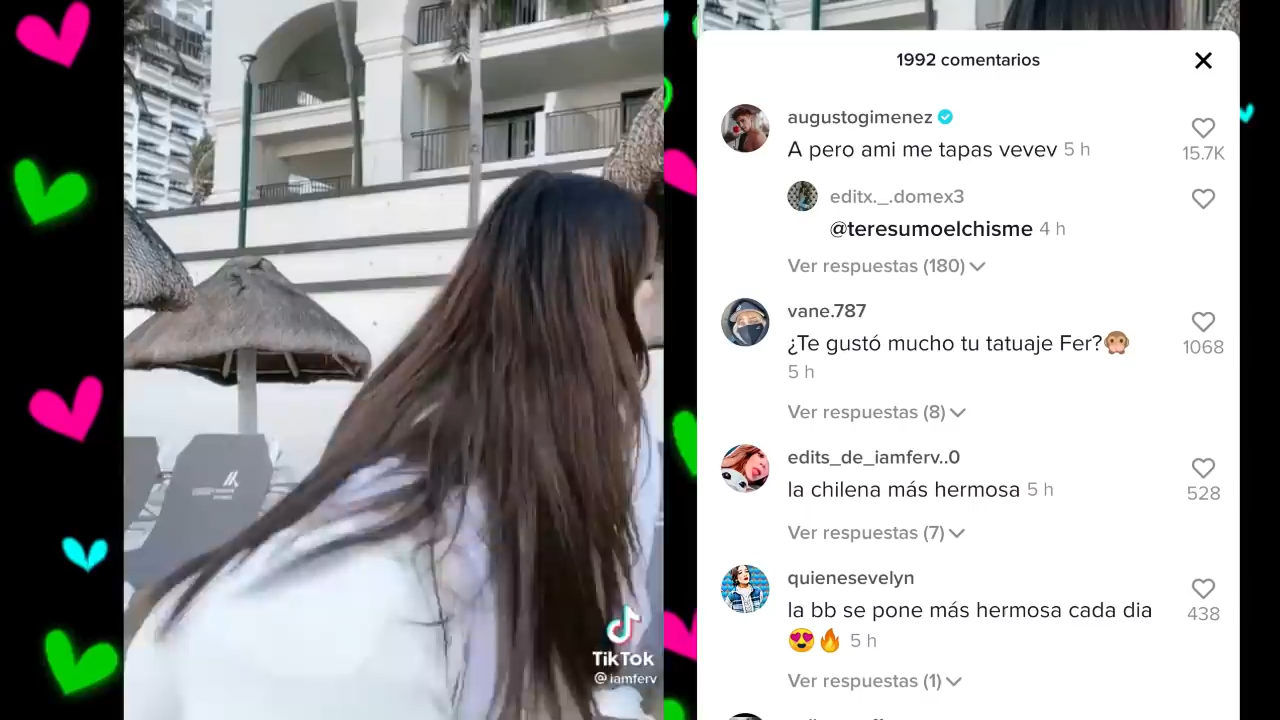 TikTok
@iamferv
1992 comentarios
augustogimenez
A pero ami me tapas vevev 5 h
15.7K
editx._.domex3
@teresumoelchisme 4 h
Ver respuestas (180)
vane.787
¿Te gustó mucho tu tatuaje Fer?🙊
5 h
1068
Ver respuestas (8)
edits_de_iamferv..0
la chilena más hermosa 5 h
528
Ver respuestas (7)
quienesevelyn
la bb se pone más hermosa cada dia
😍🔥 5 h
438
Ver respuestas (1)